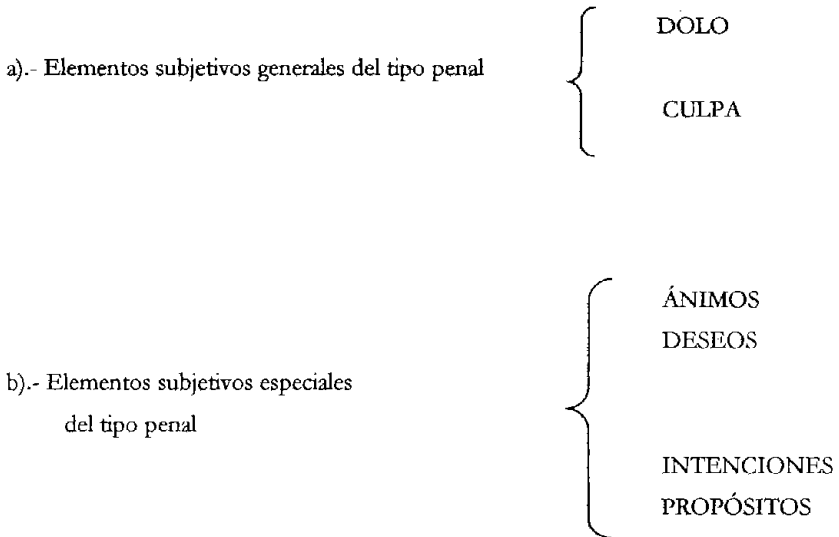 a).- Elementos subjetivos generales del tipo penal
DOLO
CULPA
b).- Elementos subjetivos especiales
del tipo penal
ÁNIMOS
DESEOS
INTENCIONES
PROPÓSITOS